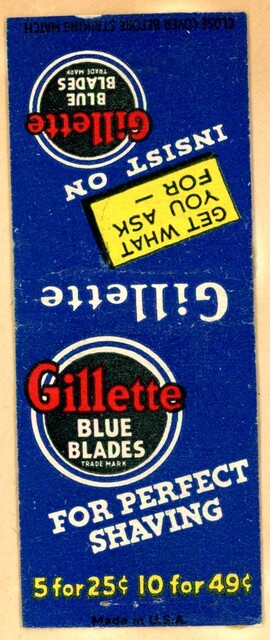 CLOSE COVER BEFORE STRIKING MATCH
Gillette
BLUE
BLADES
TRADE MARK
INSIST ON
GET WHAT
YOU ASK
FOR —
Gillette
Gillette
BLUE
BLADES
TRADE MARK
FOR PERFECT
SHAVING
5 for 25¢ 10 for 49¢
Made in U.S.A.